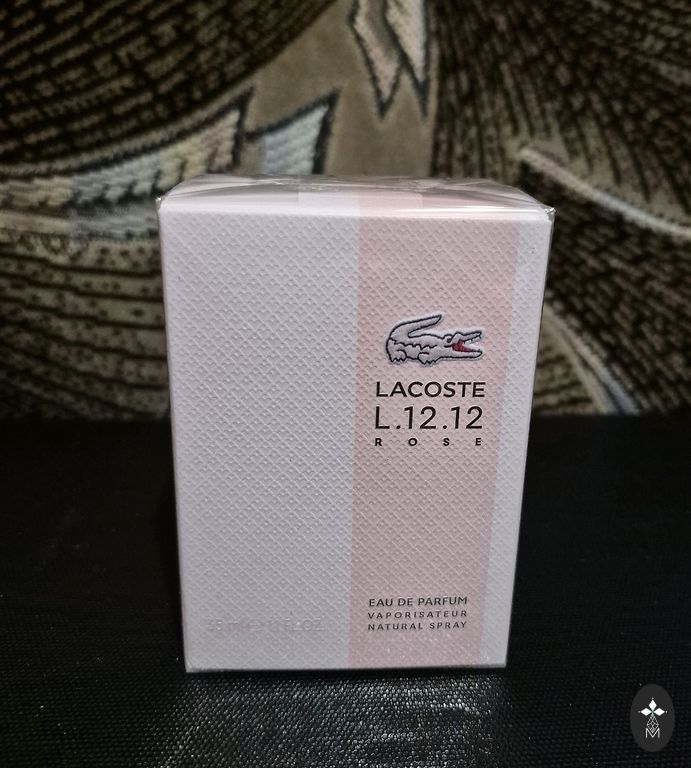 LACOSTE
L.12.12
ROSE
EAU DE PARFUM
VAPORISATEUR
NATURAL SPRAY
M